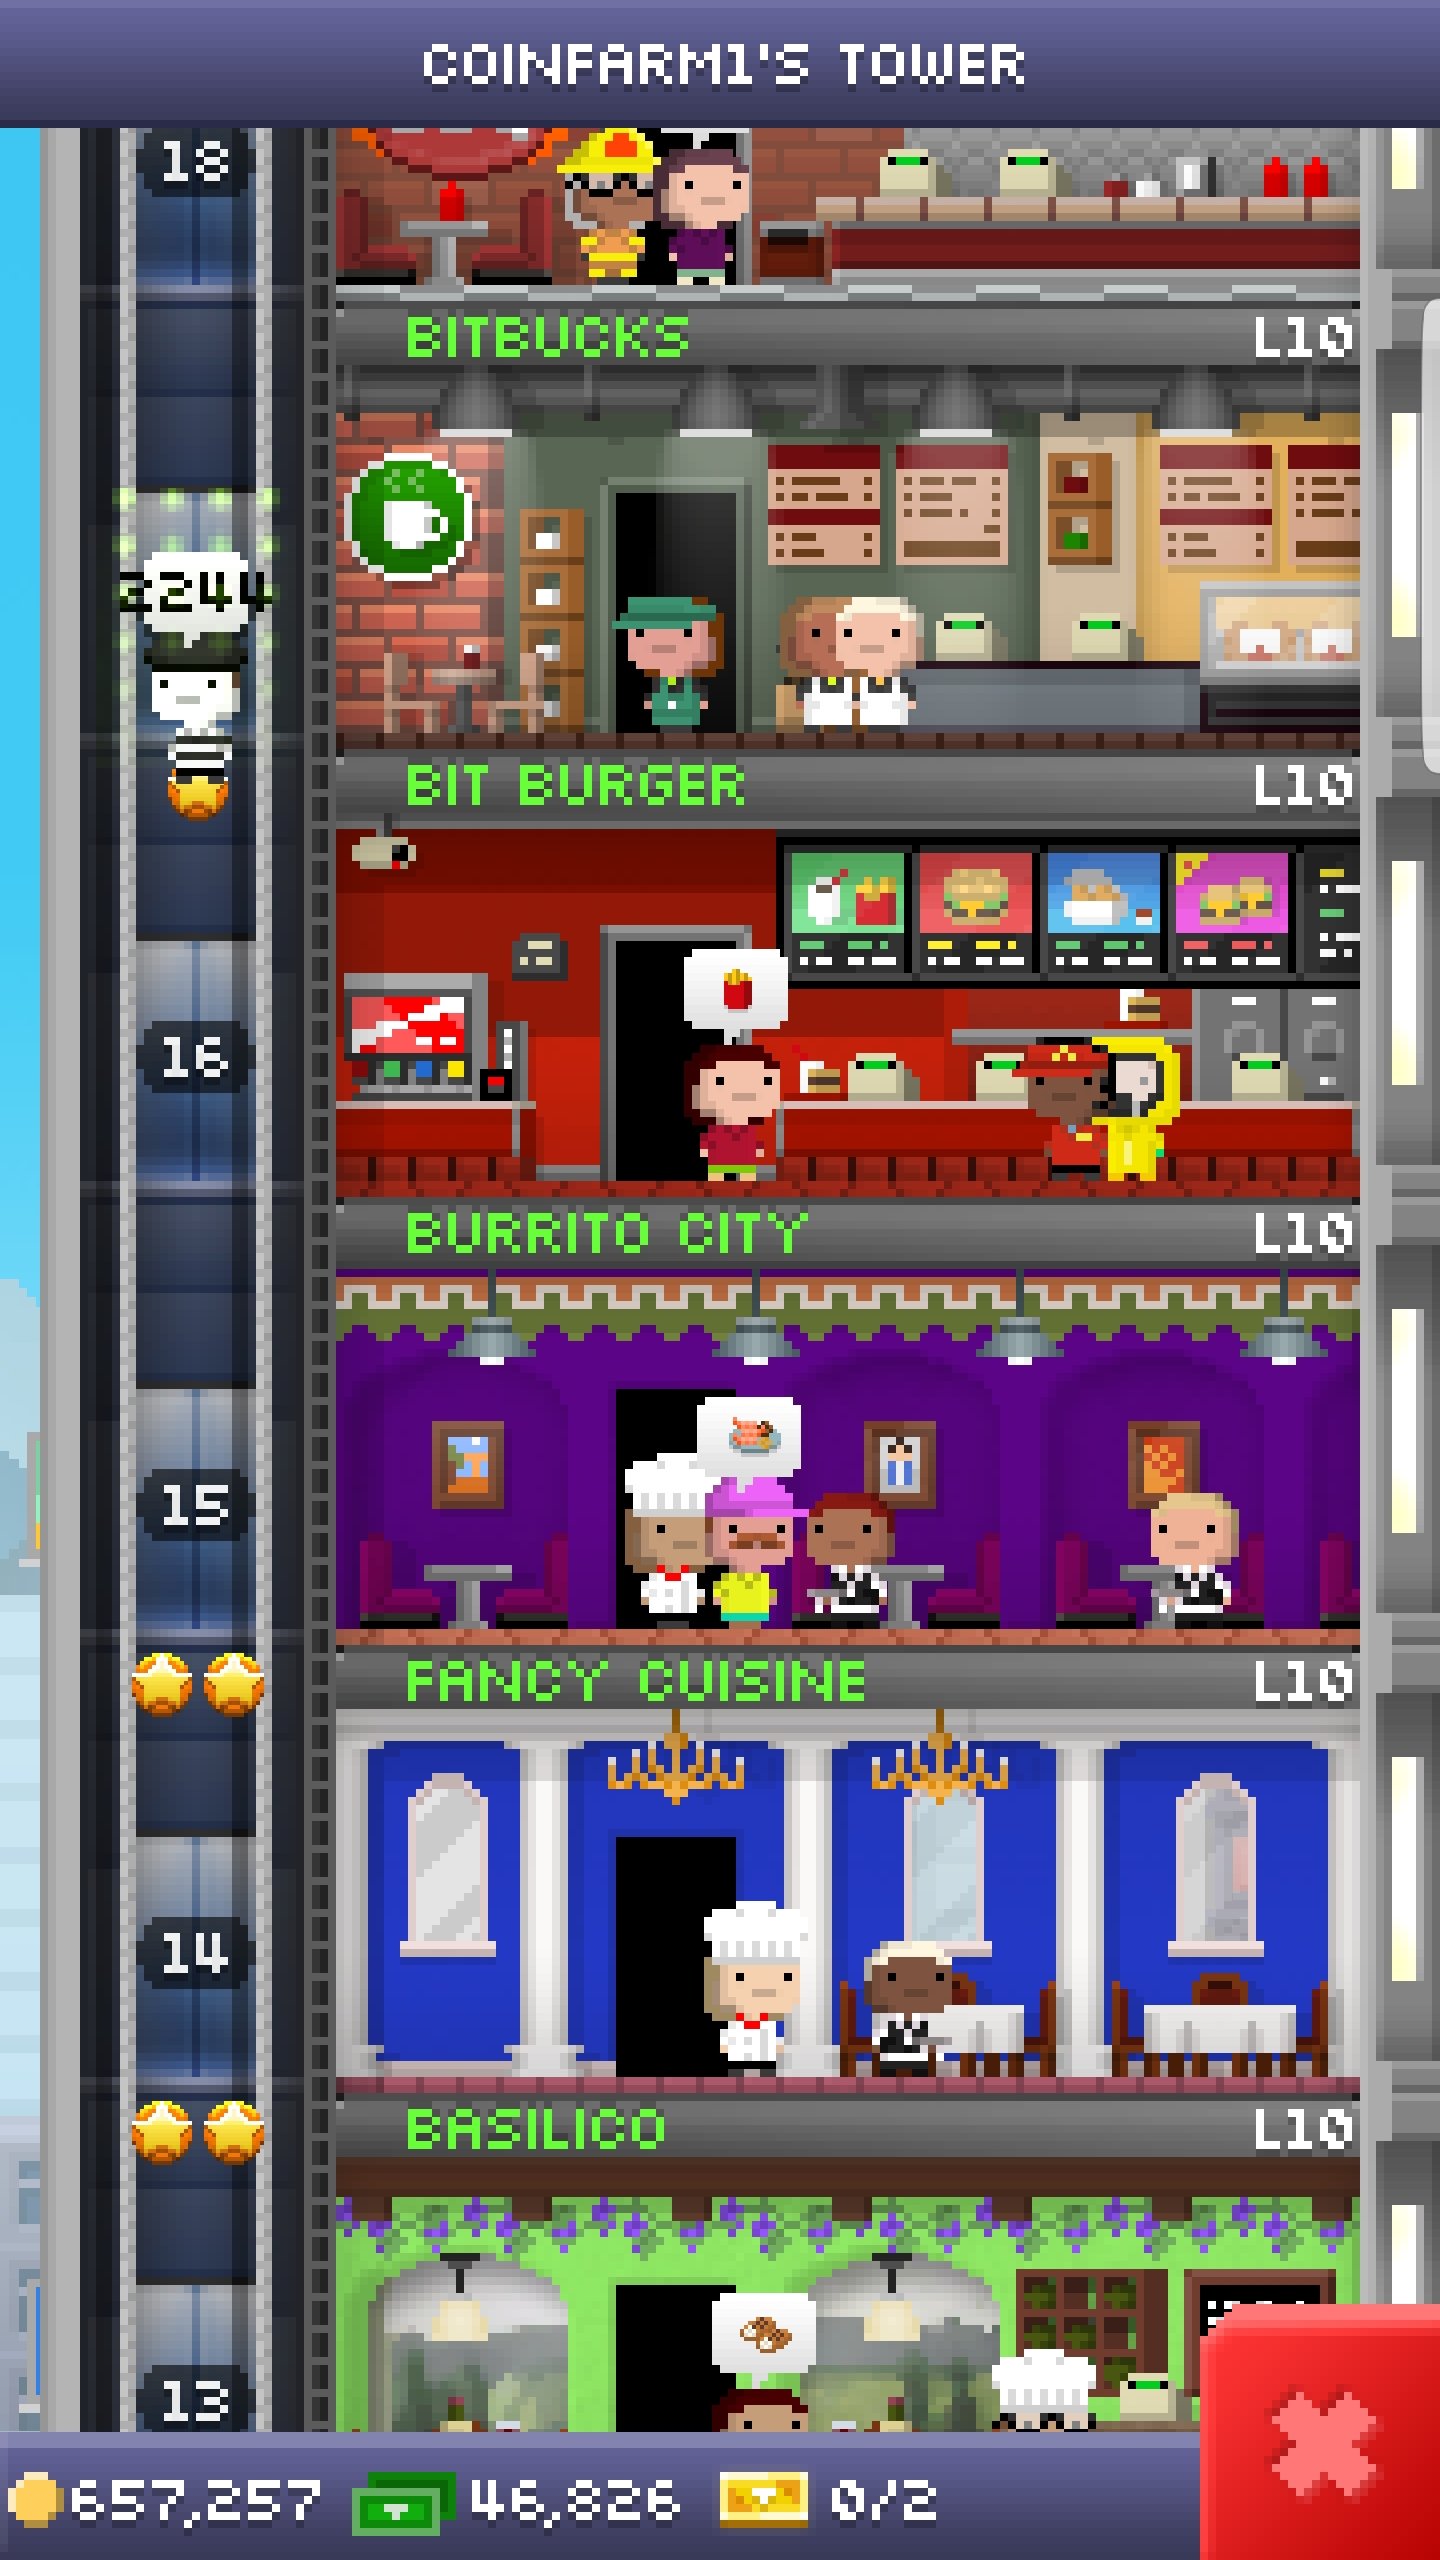 COINFARM1'S TOWER
18
BITBUCKS L10
2244
BIT BURGER L10
16
BURRITO CITY L10
15
FANCY CUISINE L10
14
BASILICO L10
13
657,257 46,826 0/2